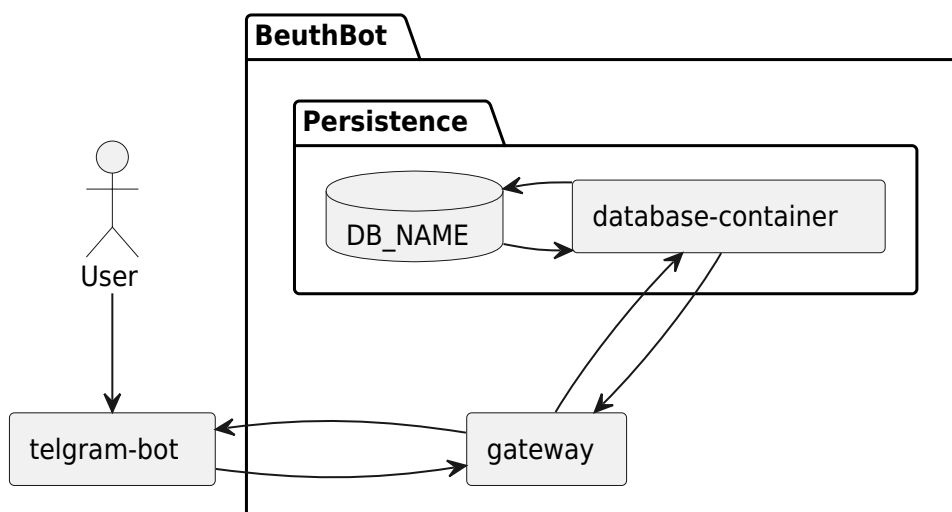 BeuthBot
Persistence
DB_NAME
database-container
User
telgram-bot
gateway